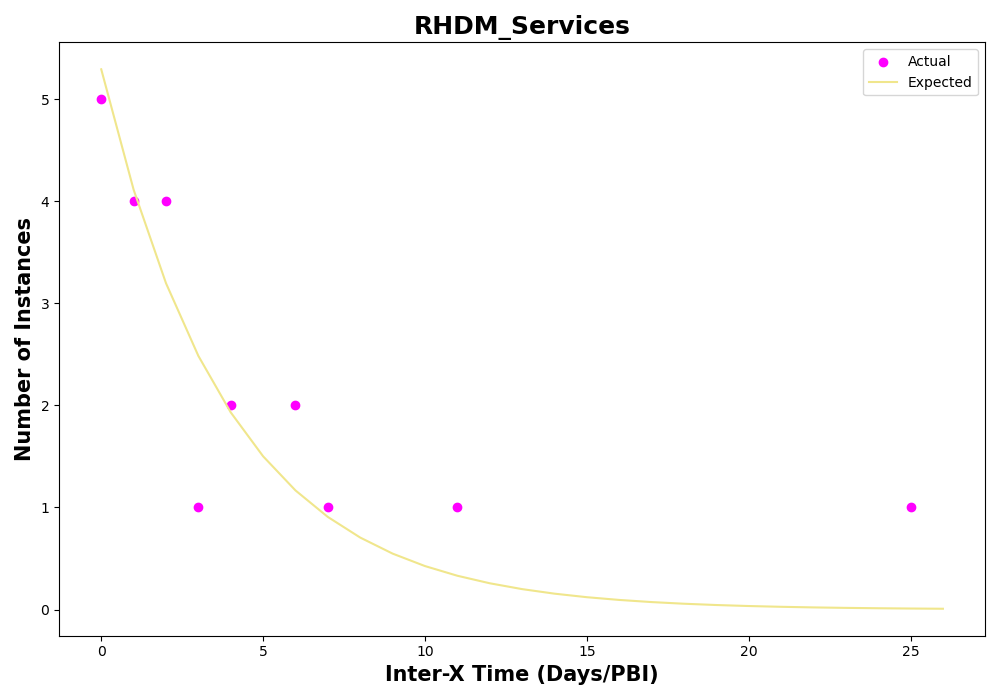 RHDM_Services
Actual
Expected
5
4
3
2
1
0
Number of Instances
0
5
10
15
20
25
Inter-X Time (Days/PBI)